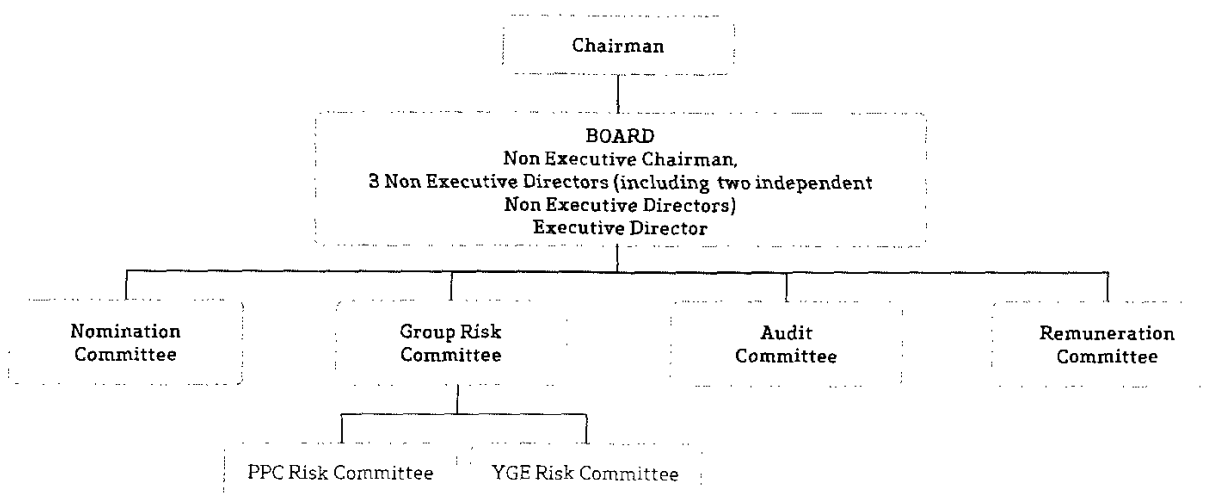 Chairman
BOARD
Non Executive Chairman,
3 Non Executive Directors (including two independent
Non Executive Directors)
Executive Director
Nomination
Committee
Group Risk
Committee
Audit
Committee
Remuneration
Committee
PPC Risk Committee
YGE Risk Committee